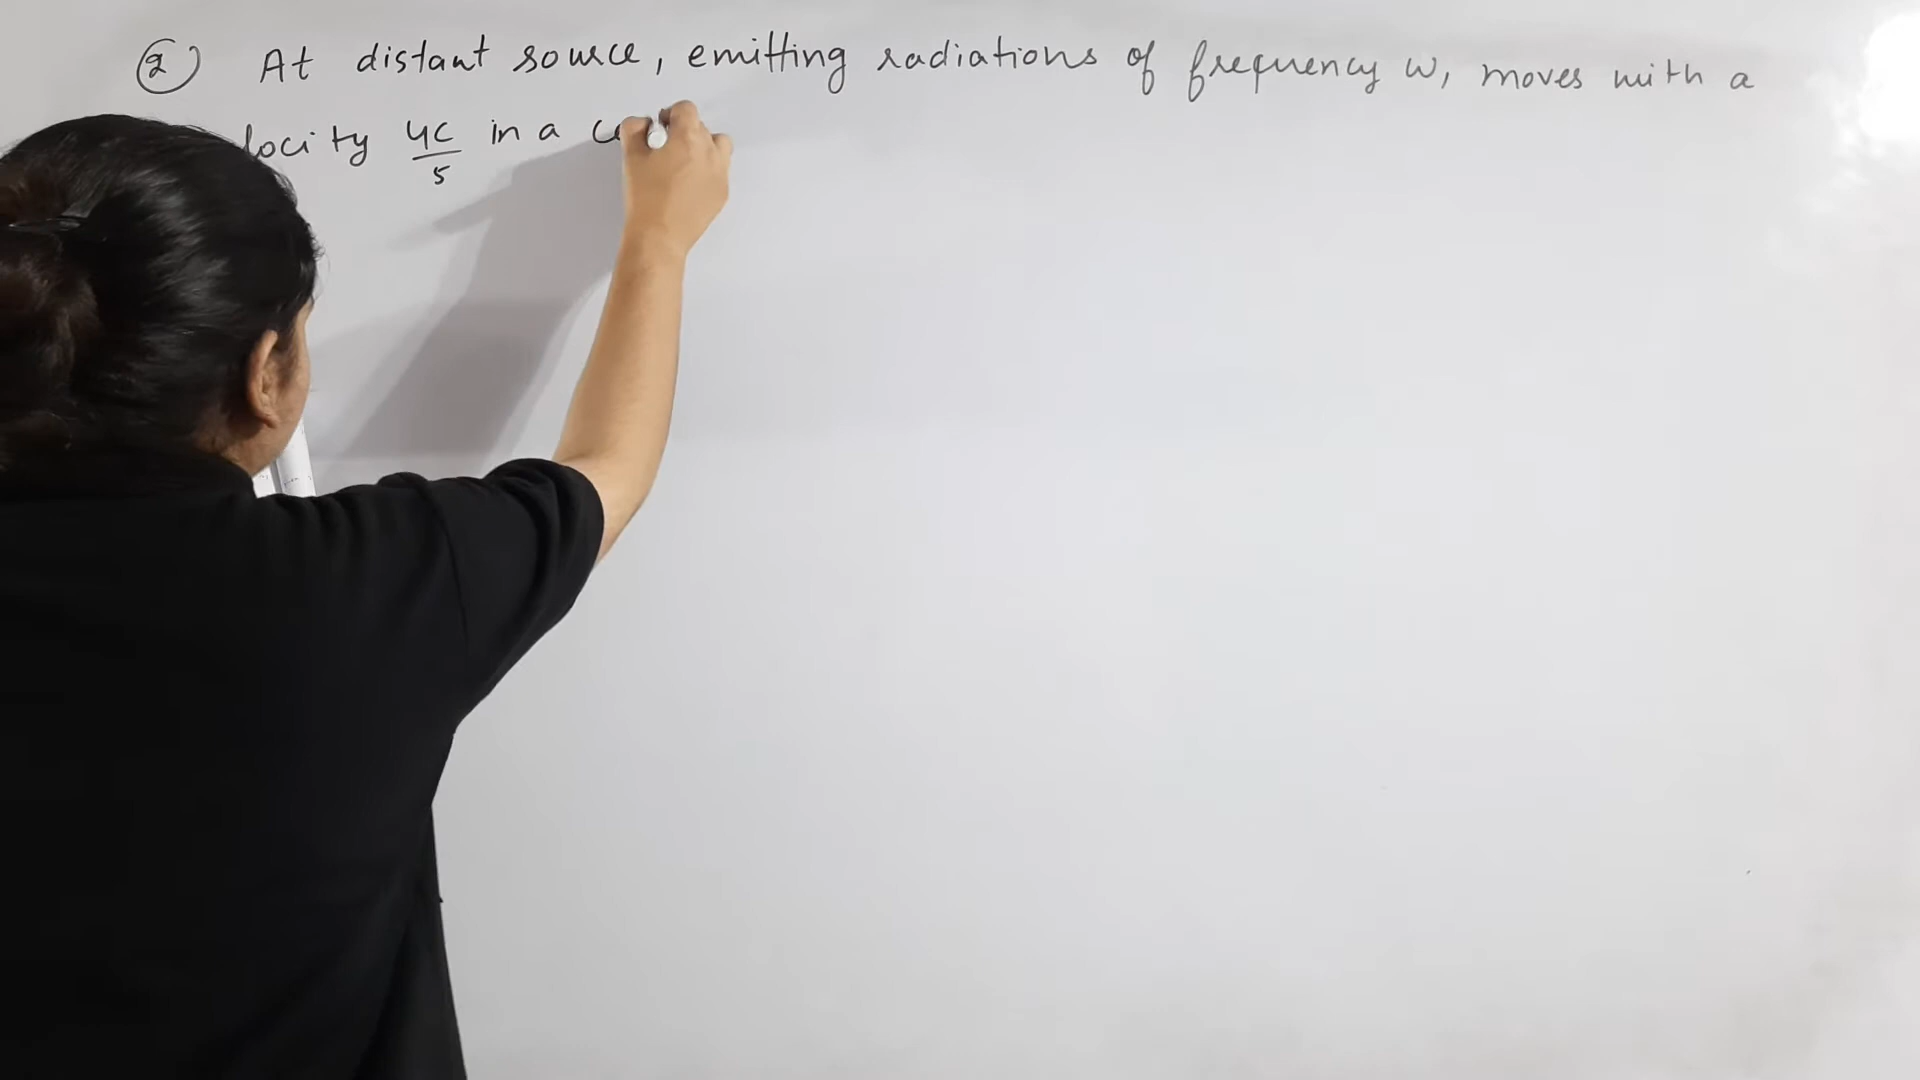 ② At distant source, emitting radiations of frequency ω, moves with a
locity 4c/5 in a